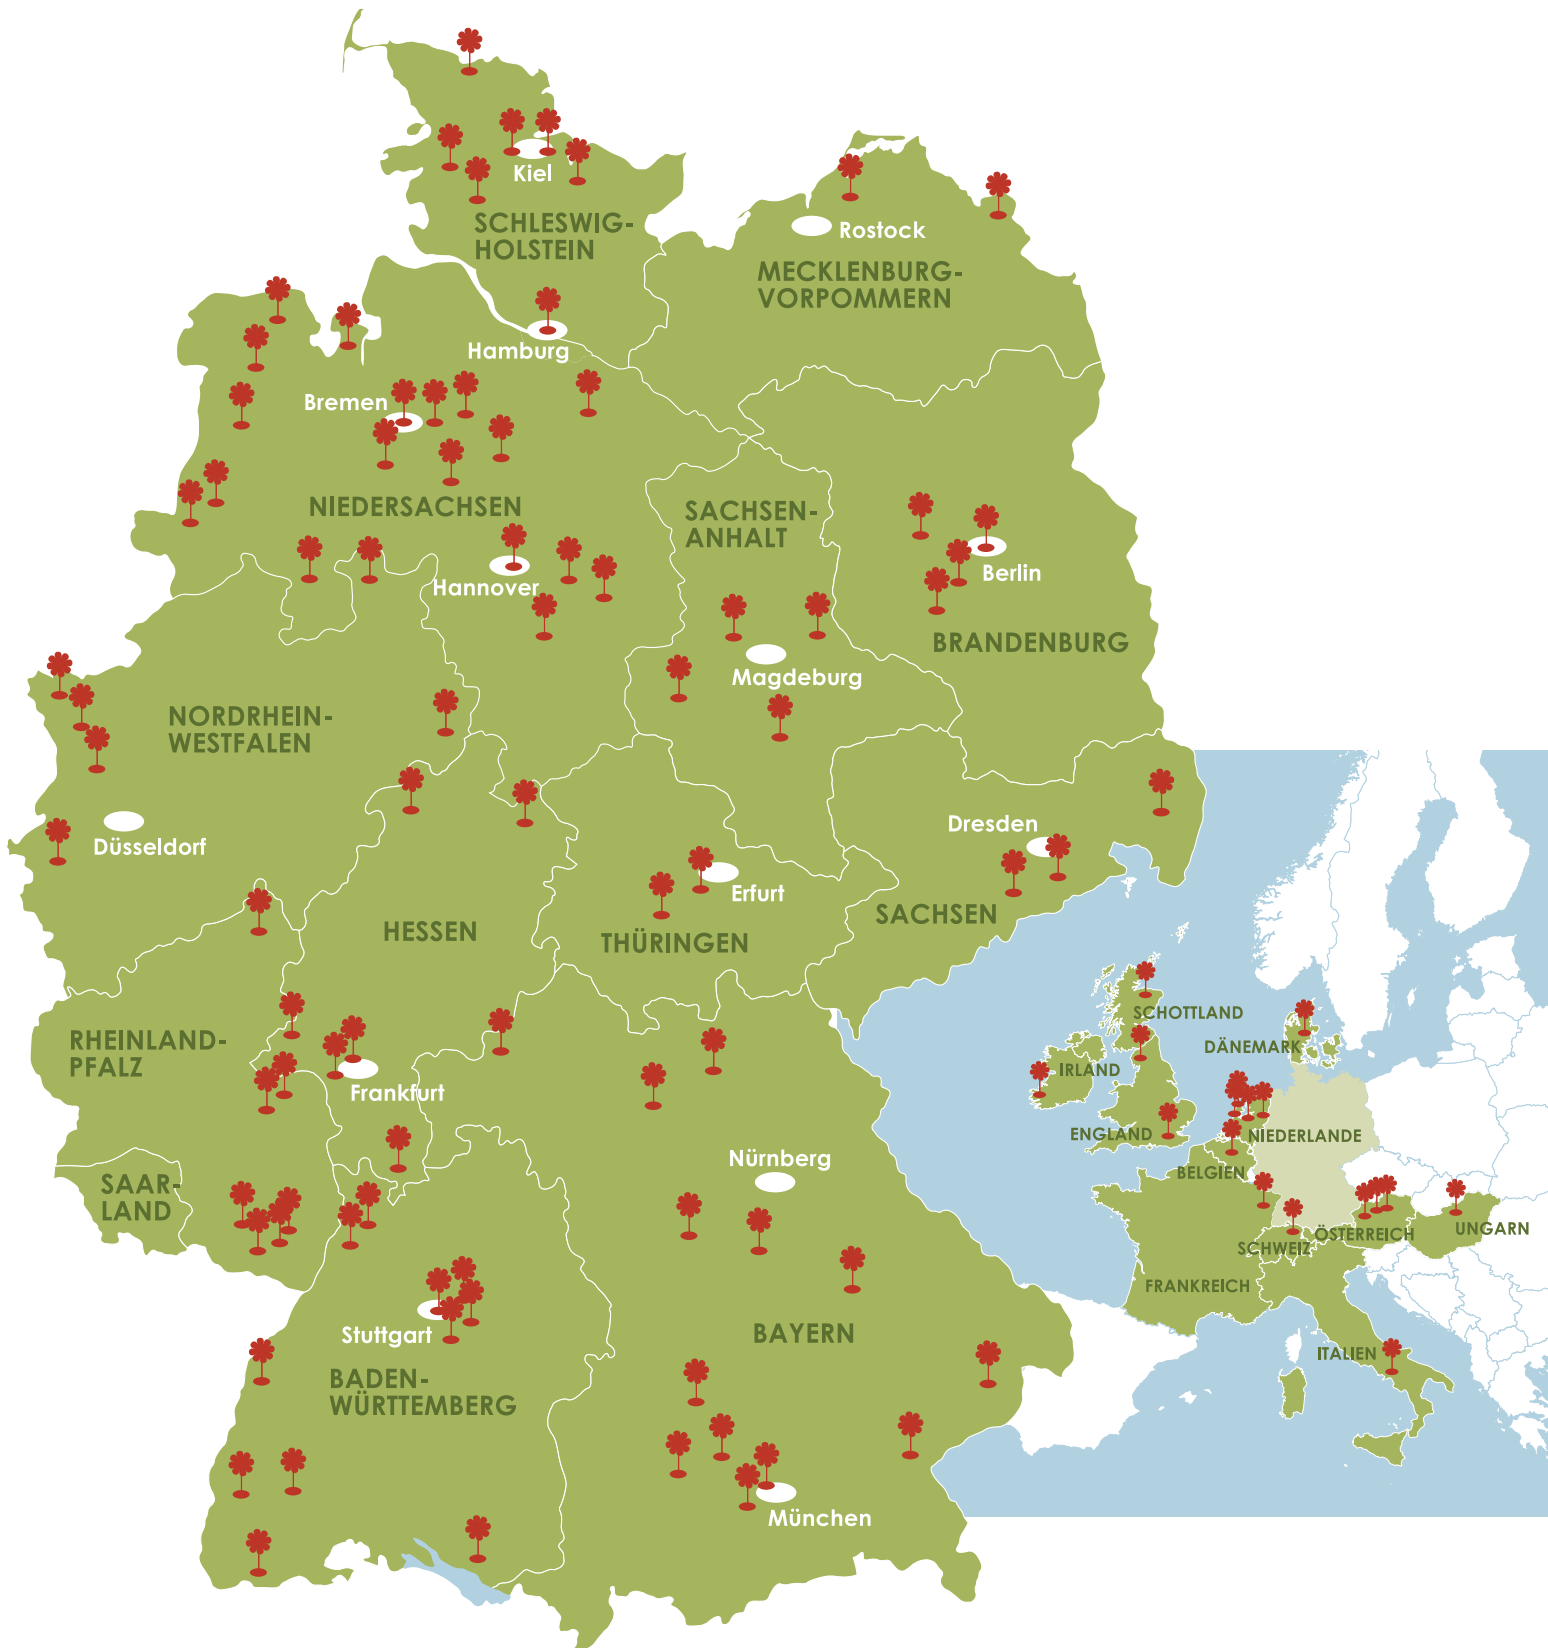 Kiel
SCHLESWIG-
HOLSTEIN
Rostock
MECKLENBURG-
VORPOMMERN
Hamburg
Bremen
NIEDERSACHSEN
SACHSEN-
ANHALT
Hannover
Berlin
BRANDENBURG
Magdeburg
NORDRHEIN-
WESTFALEN
Düsseldorf
Dresden
Erfurt
SACHSEN
HESSEN
THÜRINGEN
RHEINLAND-
PFALZ
Frankfurt
SAAR-
LAND
Nürnberg
Stuttgart
BAYERN
BADEN-
WÜRTTEMBERG
München
SCHOTTLAND
DÄNEMARK
IRLAND
ENGLAND
NIEDERLANDE
BELGIEN
UNGARN
ÖSTERREICH
SCHWEIZ
FRANKREICH
ITALIEN